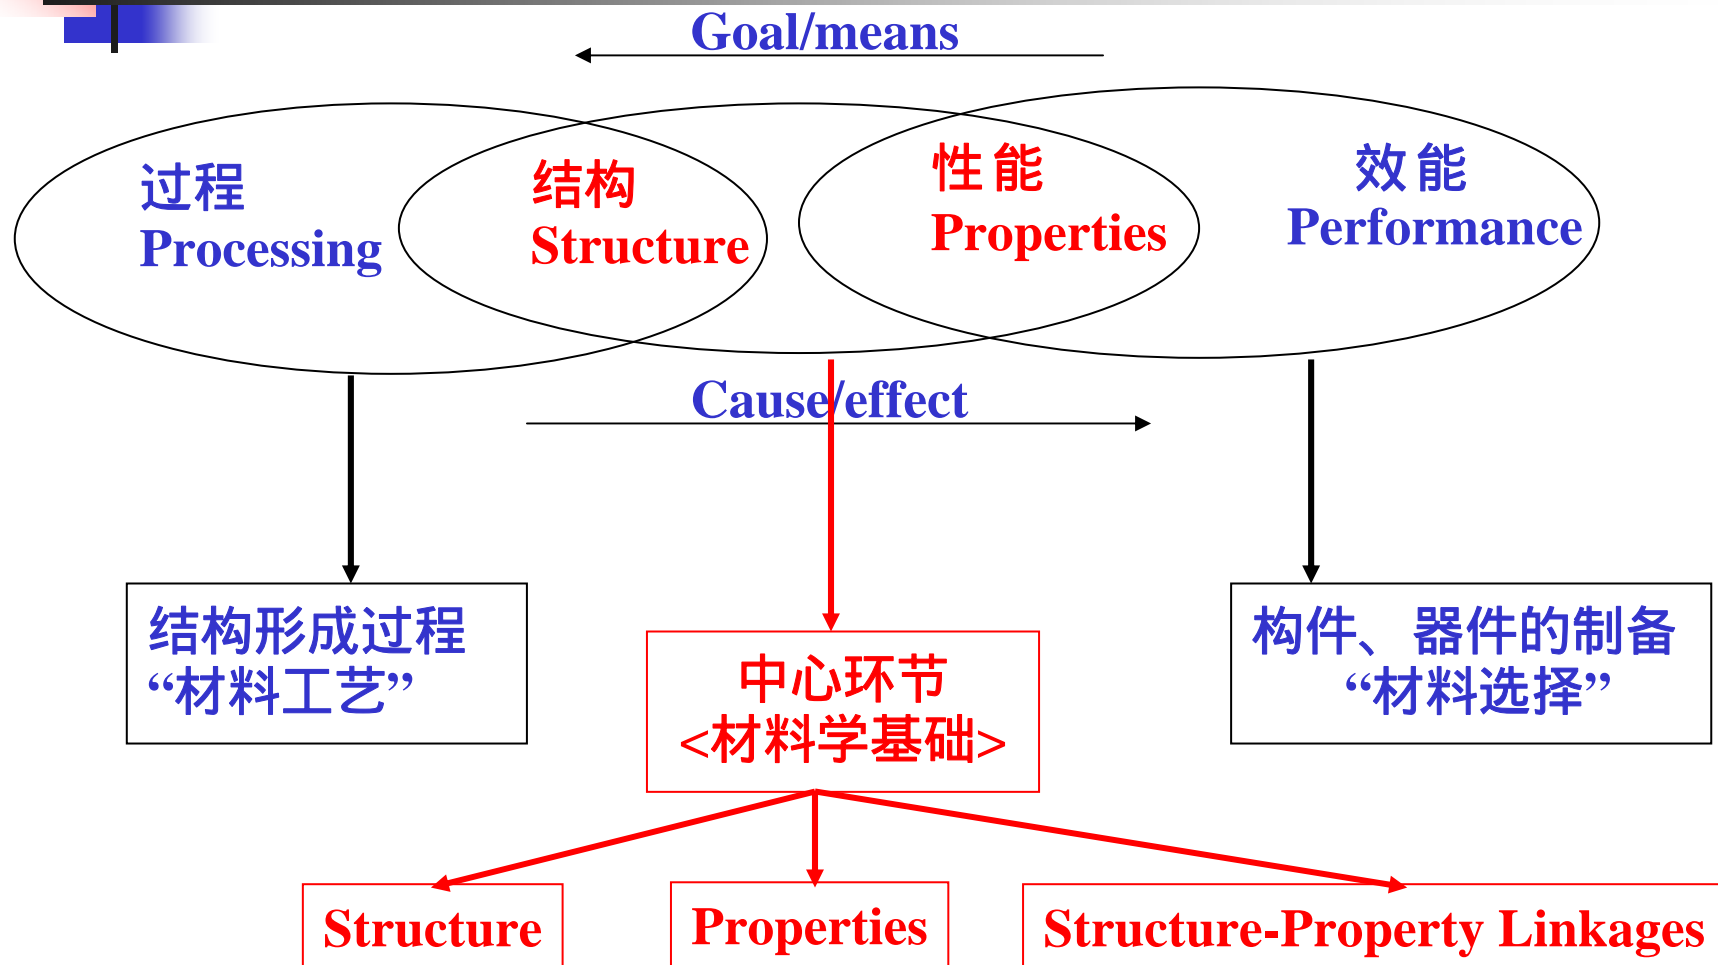 Goal/means
过程
Processing
结构
Structure
性能
Properties
效能
Performance
Cause/effect
结构形成过程
“材料工艺”
中心环节
<材料学基础>
构件、器件的制备
“材料选择”
Structure
Properties
Structure-Property Linkages